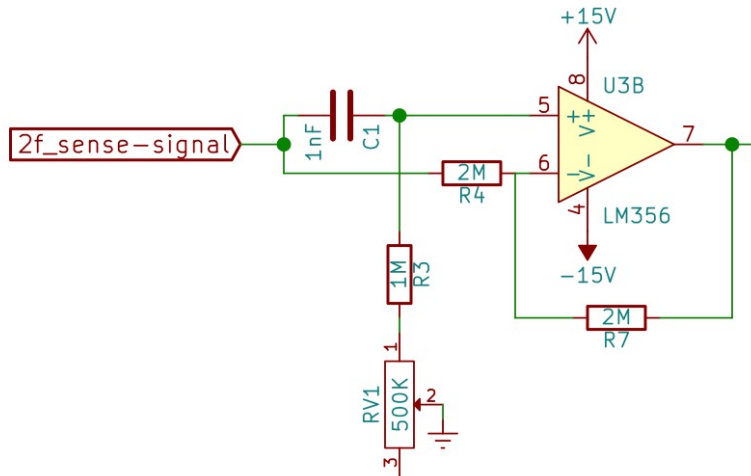 +15V
8
U3B
5
+
V+
7
2f_sense-signal
1nF
C1
6
-
V-
2M
R4
4
LM356
-15V
1M
R3
2M
R7
1
RV1
500K
2
3